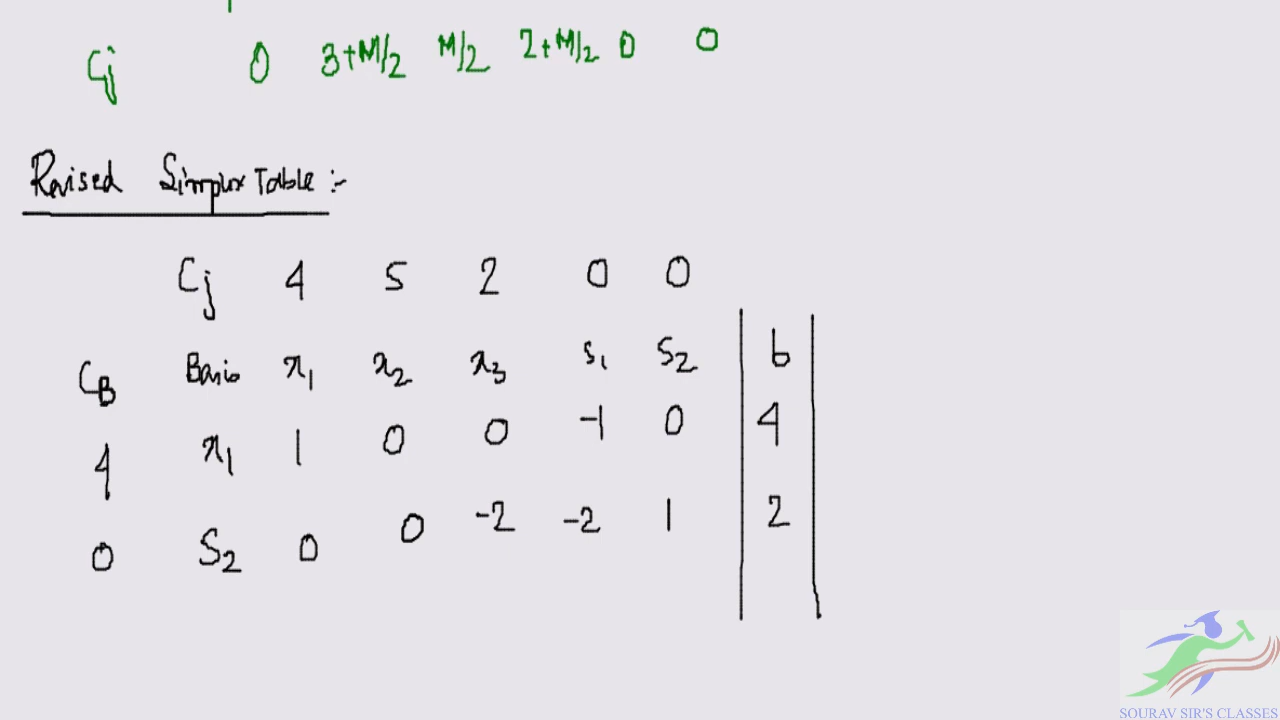 Cj 0 3+M/2 M/2 2+M/2 0 0
Revised Simplex Table :-
Cj 4 5 2 0 0
CB Basic x1 x2 x3 s1 S2 b
4 x1 1 0 0 -1 0 4
0 S2 0 0 -2 -2 1 2
SOURAV SIR'S CLASSES